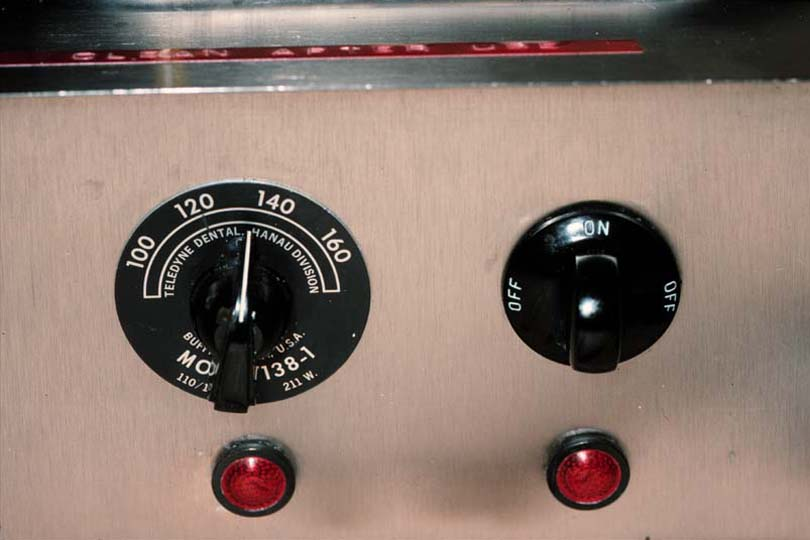 CLEAN AFTER USE
100 120 140 160
TELEDYNE DENTAL HANAU DIVISION
U.S.A.
138-1
211 W.
ON
OFF
OFF